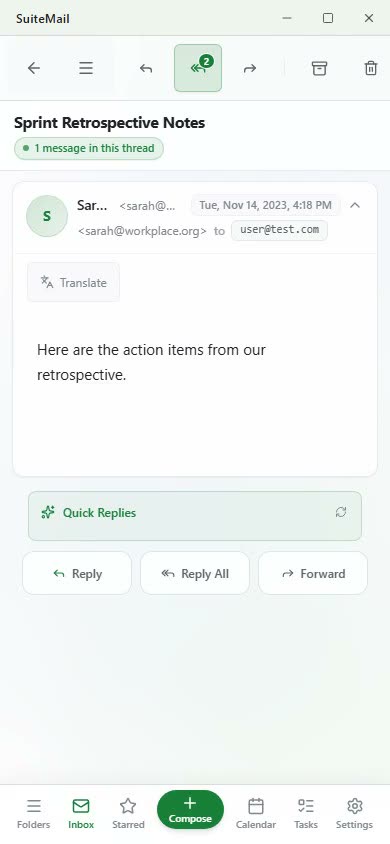 SuiteMail
2
Sprint Retrospective Notes
1 message in this thread
S
Sar... <sarah@... Tue, Nov 14, 2023, 4:18 PM
<sarah@workplace.org> to user@test.com
Translate
Here are the action items from our
retrospective.
Quick Replies
Reply Reply All Forward
Folders Inbox Starred Compose Calendar Tasks Settings